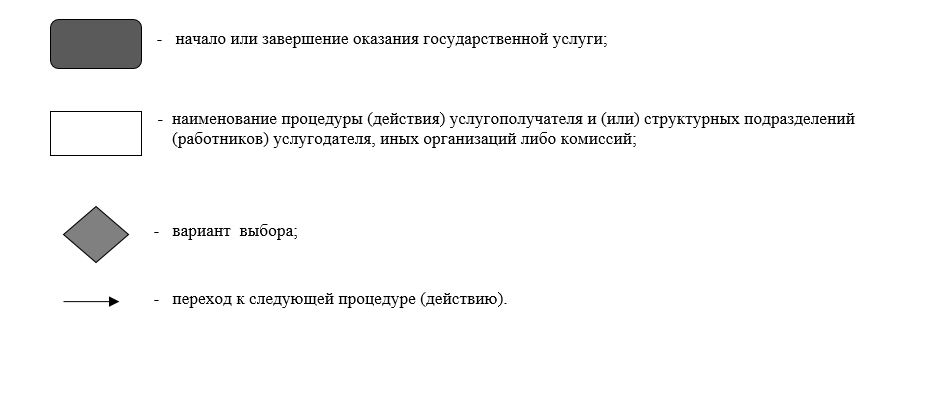 - начало или завершение оказания государственной услуги;
- наименование процедуры (действия) услугополучателя и (или) структурных подразделений
(работников) услугодателя, иных организаций либо комиссий;
- вариант выбора;
- переход к следующей процедуре (действию).